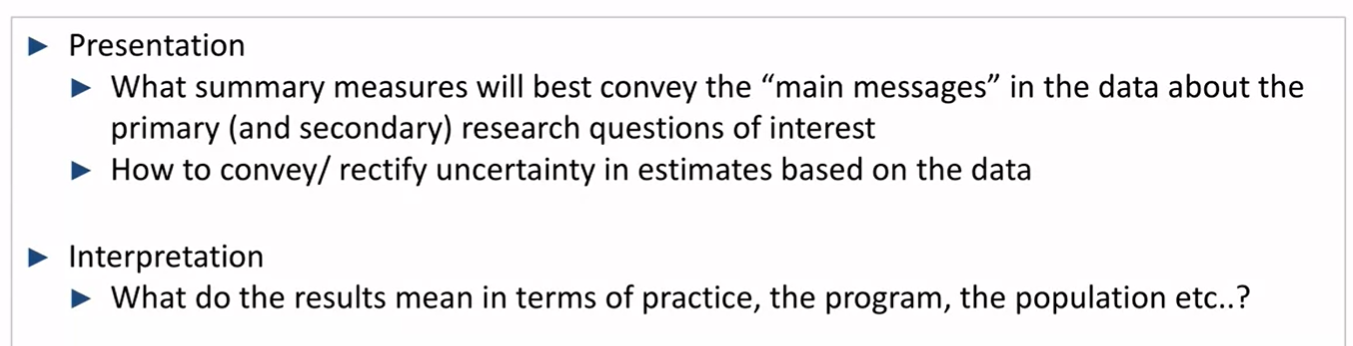 Presentation
What summary measures will best convey the “main messages” in the data about the
primary (and secondary) research questions of interest
How to convey/ rectify uncertainty in estimates based on the data
Interpretation
What do the results mean in terms of practice, the program, the population etc..?